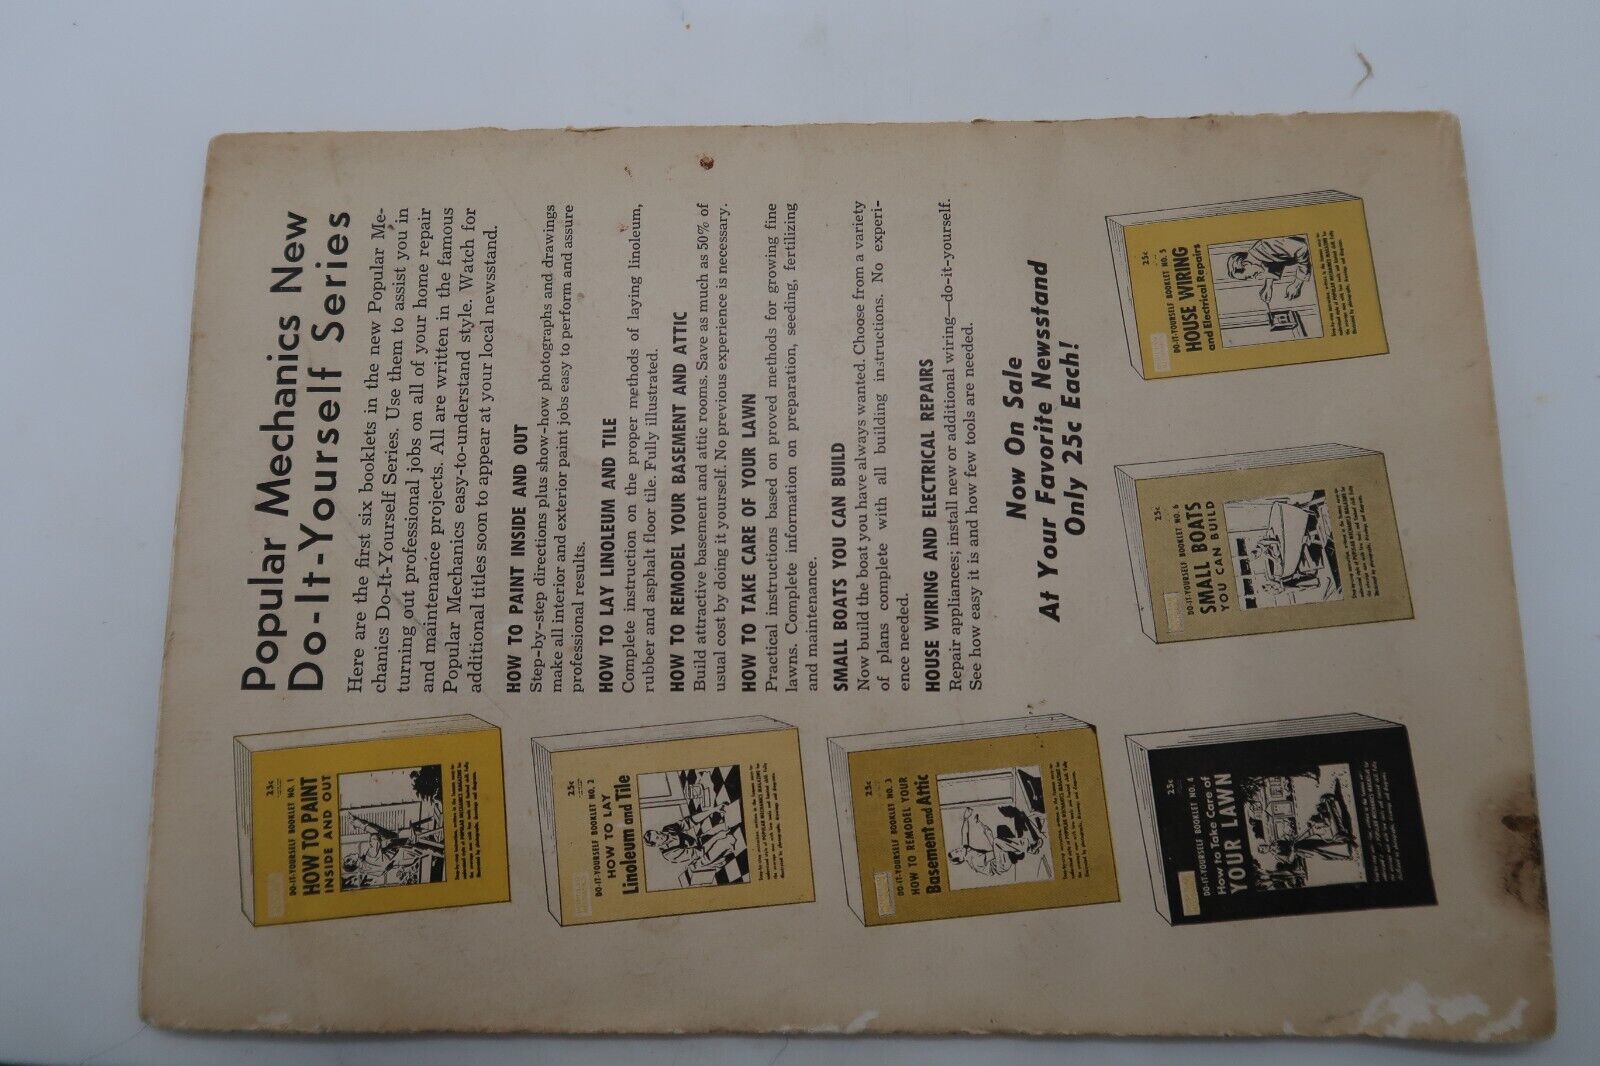 Popular Mechanics New
Do-It-Yourself Series
Here are the first six booklets in the new Popular Me-
chanics Do-It-Yourself Series. Use them to assist you in
turning out professional jobs on all of your home repair
and maintenance projects. All are written in the famous
Popular Mechanics easy-to-understand style. Watch for
additional titles soon to appear at your local newsstand.
HOW TO PAINT INSIDE AND OUT
Step-by-step directions plus show-how photographs and drawings
make all interior and exterior paint jobs easy to perform and assure
professional results.
HOW TO LAY LINOLEUM AND TILE
Complete instruction on the proper methods of laying linoleum,
rubber and asphalt floor tile. Fully illustrated.
HOW TO REMODEL YOUR BASEMENT AND ATTIC
Build attractive basement and attic rooms. Save as much as 50% of
usual cost by doing it yourself. No previous experience is necessary.
HOW TO TAKE CARE OF YOUR LAWN
Practical instructions based on proved methods for growing fine
lawns. Complete information on preparation, seeding, fertilizing
and maintenance.
SMALL BOATS YOU CAN BUILD
Now build the boat you have always wanted. Choose from a variety
of plans complete with all building instructions. No experi-
ence needed.
HOUSE WIRING AND ELECTRICAL REPAIRS
Repair appliances; install new or additional wiring—do-it-yourself.
See how easy it is and how few tools are needed.
Now On Sale
At Your Favorite Newsstand
Only 25c Each!
25c
DO-IT-YOURSELF BOOKLET NO. 1
HOW TO PAINT
INSIDE AND OUT
25c
DO-IT-YOURSELF BOOKLET NO. 2
HOW TO LAY
Linoleum and Tile
25c
DO-IT-YOURSELF BOOKLET NO. 3
HOW TO REMODEL YOUR
Basement and Attic
25c
DO-IT-YOURSELF BOOKLET NO. 4
How to Take Care of
YOUR LAWN
25c
DO-IT-YOURSELF BOOKLET NO. 6
SMALL BOATS
YOU CAN BUILD
25c
DO-IT-YOURSELF BOOKLET NO. 5
HOUSE WIRING
and Electrical Repairs